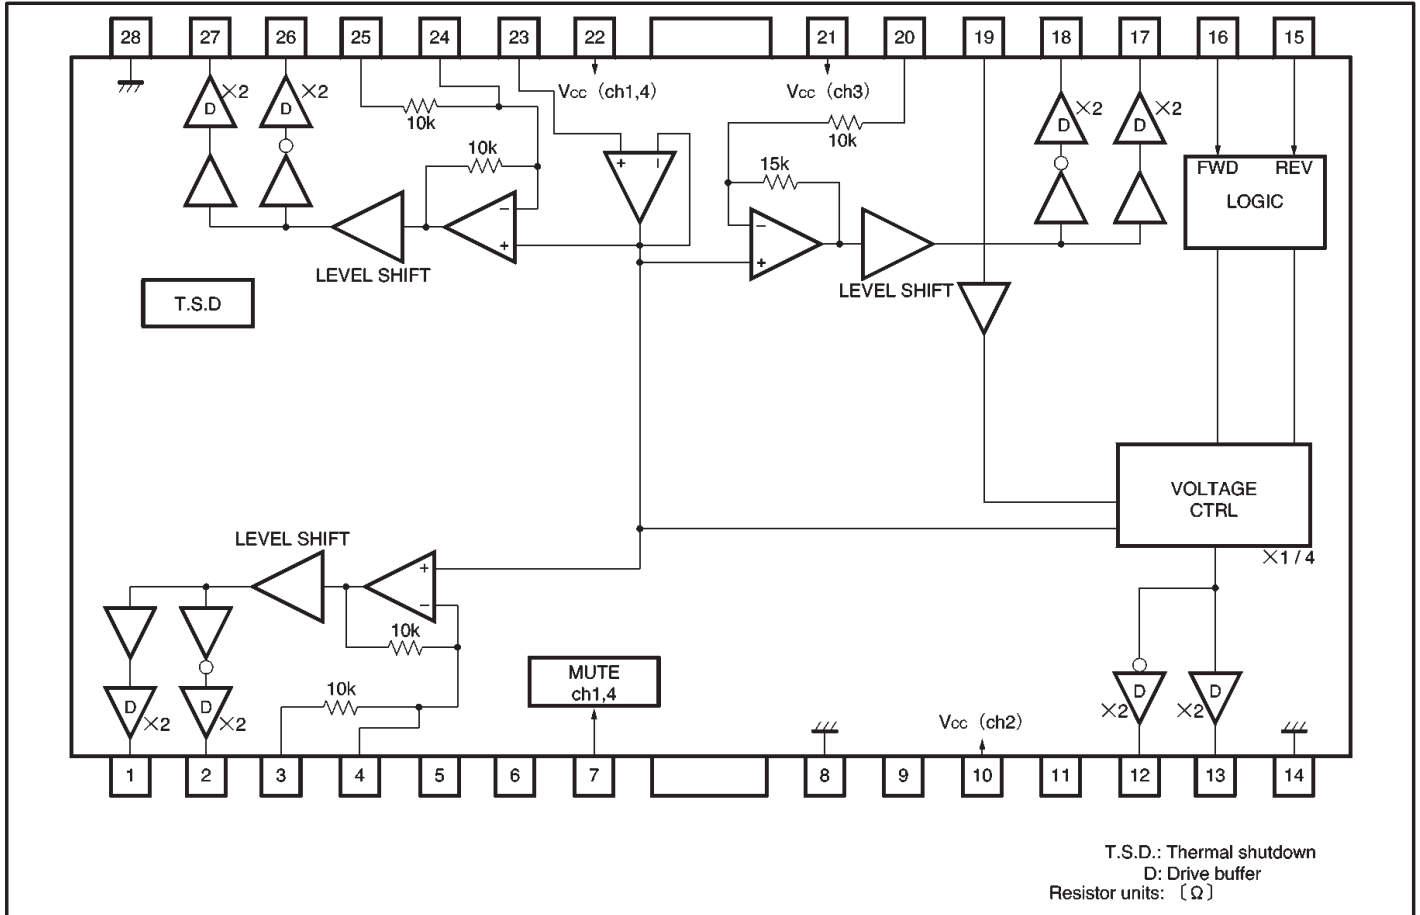 28 27 26 25 24 23 22 21 20 19 18 17 16 15
×2 ×2 VCC (ch1,4) VCC (ch3) ×2 ×2
D D D D
10k 10k
10k 15k
+ − FWD REV
LOGIC
− − 
+ +
LEVEL SHIFT LEVEL SHIFT
T.S.D
VOLTAGE
CTRL
LEVEL SHIFT
×1 / 4
+
−
10k
MUTE
ch1,4
10k
D ×2 D ×2 ×2 D ×2 D
VCC (ch2)
1 2 3 4 5 6 7 8 9 10 11 12 13 14
T.S.D.: Thermal shutdown
D: Drive buffer
Resistor units: 〔Ω〕